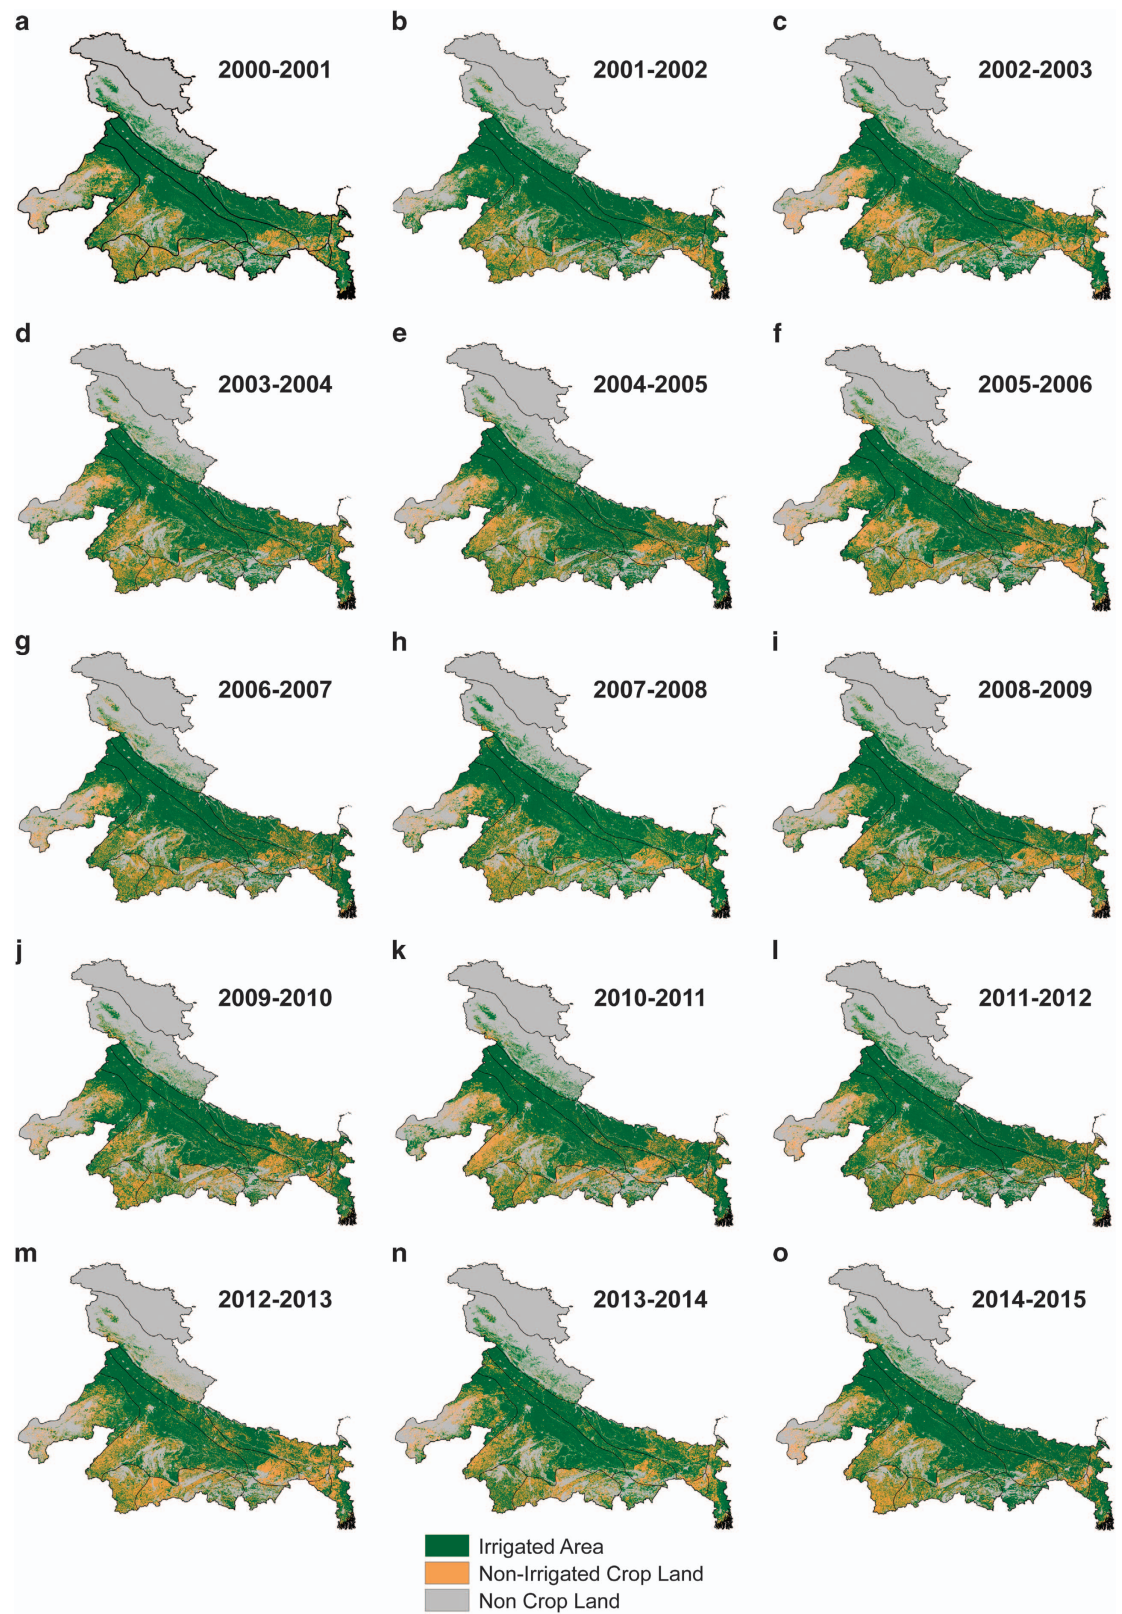 a
b
c
2000-2001
2001-2002
2002-2003
d
e
f
2003-2004
2004-2005
2005-2006
g
h
i
2006-2007
2007-2008
2008-2009
j
k
l
2009-2010
2010-2011
2011-2012
m
n
o
2012-2013
2013-2014
2014-2015
Irrigated Area
Non-Irrigated Crop Land
Non Crop Land